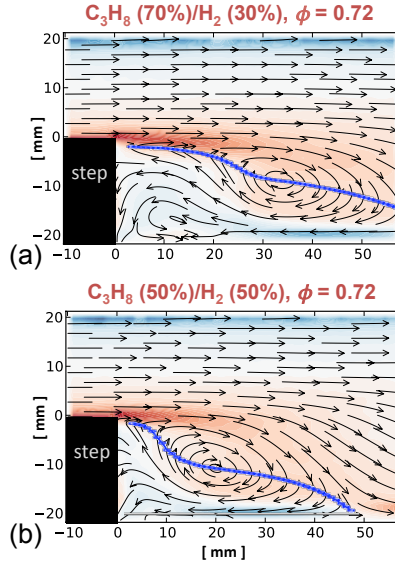 C₃H₈ (70%)/H₂ (30%), ϕ = 0.72
20
10
0
−10
−20
[ mm ]
step
(a)
−10 0 10 20 30 40 50
C₃H₈ (50%)/H₂ (50%), ϕ = 0.72
20
10
0
−10
−20
[ mm ]
step
(b)
−10 0 10 20 30 40 50
[ mm ]